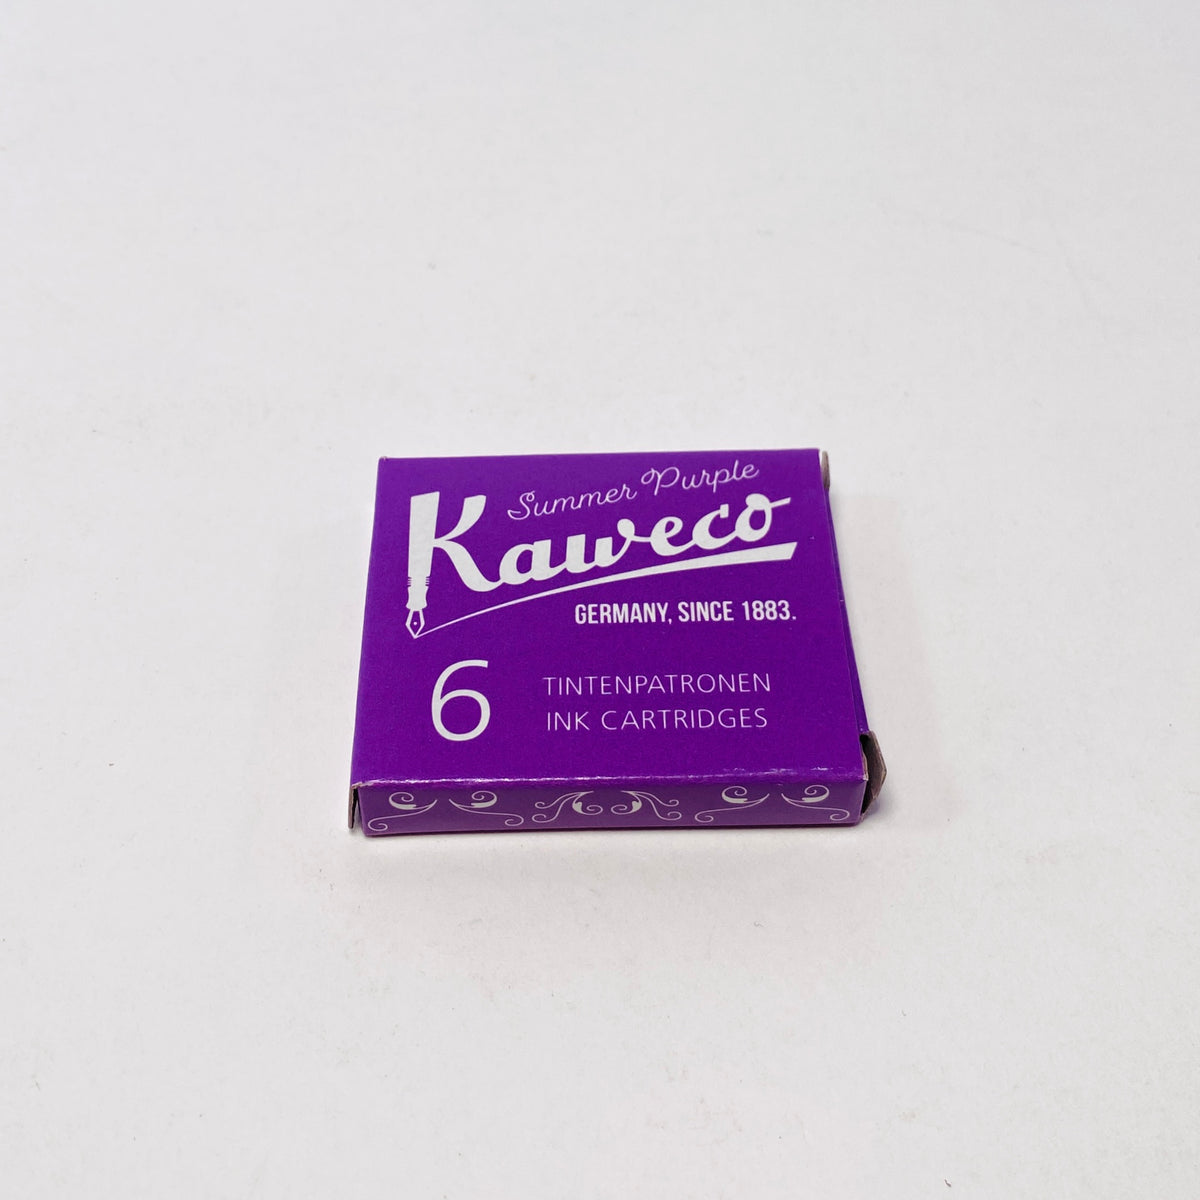 Summer Purple
Kaweco
GERMANY, SINCE 1883.
6
TINTENPATRONEN
INK CARTRIDGES